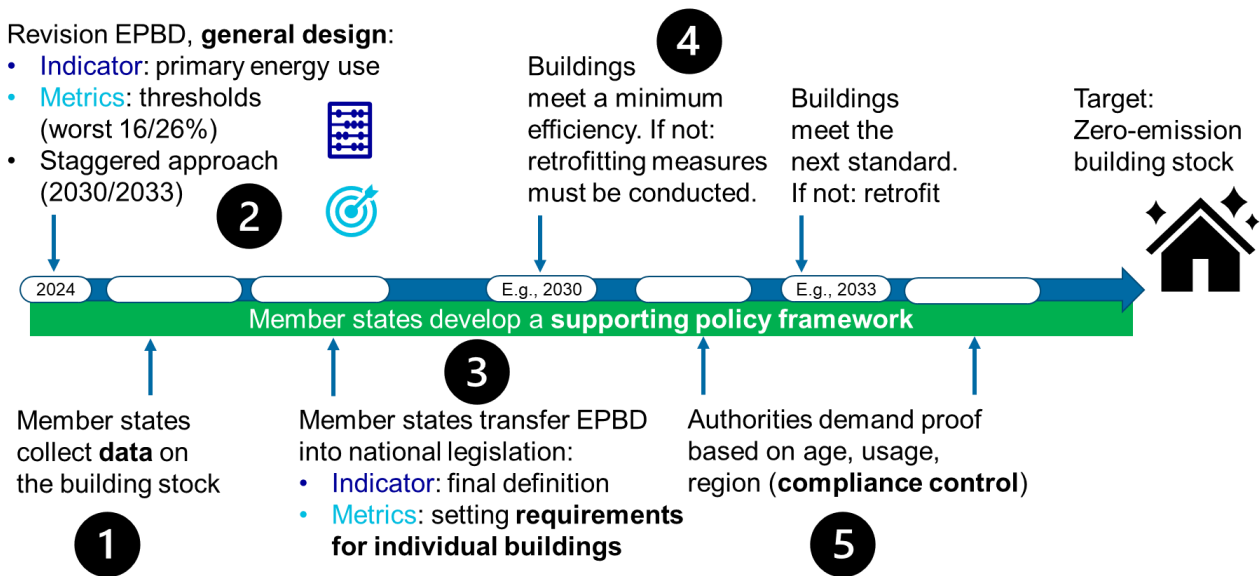 Revision EPBD, general design:
• Indicator: primary energy use
• Metrics: thresholds
(worst 16/26%)
• Staggered approach
(2030/2033)
2
4
Buildings
meet a minimum
efficiency. If not:
retrofitting measures
must be conducted.
Buildings
meet the
next standard.
If not: retrofit
Target:
Zero-emission
building stock
2024
E.g., 2030
E.g., 2033
Member states develop a supporting policy framework
3
Member states
collect data on
the building stock
1
Member states transfer EPBD
into national legislation:
• Indicator: final definition
• Metrics: setting requirements
for individual buildings
Authorities demand proof
based on age, usage,
region (compliance control)
5